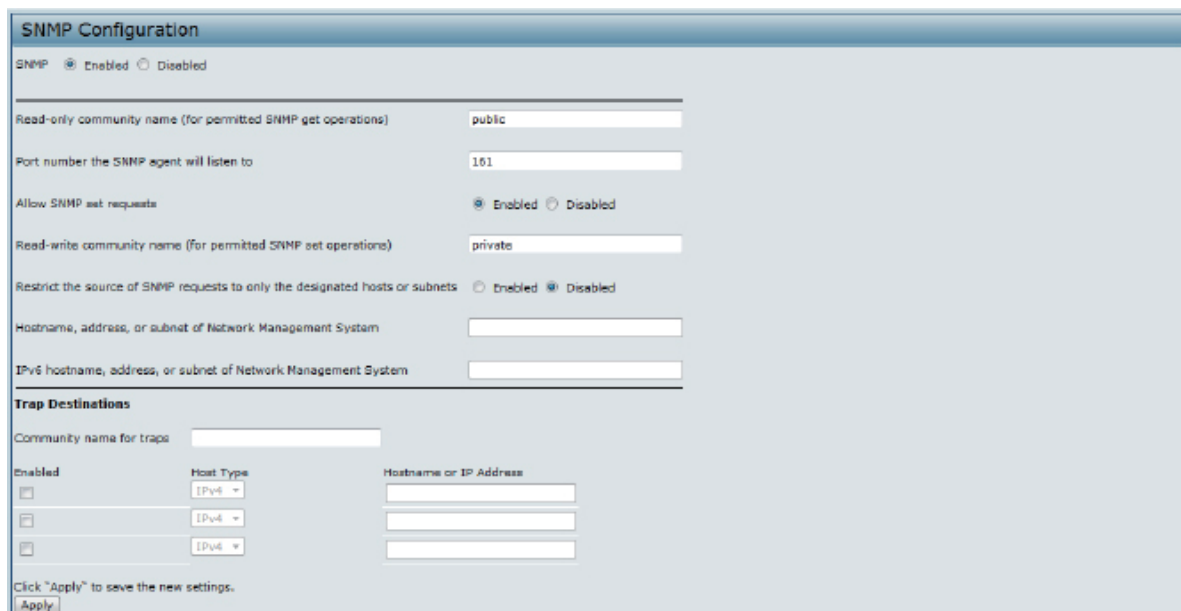 SNMP Configuration
SNMP Enabled Disabled
Read-only community name (for permitted SNMP get operations) public
Port number the SNMP agent will listen to 161
Allow SNMP set requests Enabled Disabled
Read-write community name (for permitted SNMP set operations) private
Restrict the source of SNMP requests to only the designated hosts or subnets Enabled Disabled
Hostname, address, or subnet of Network Management System
IPv6 hostname, address, or subnet of Network Management System
Trap Destinations
Community name for traps
Enabled Host Type Hostname or IP Address
IPv4
IPv4
IPv4
Click "Apply" to save the new settings.
Apply